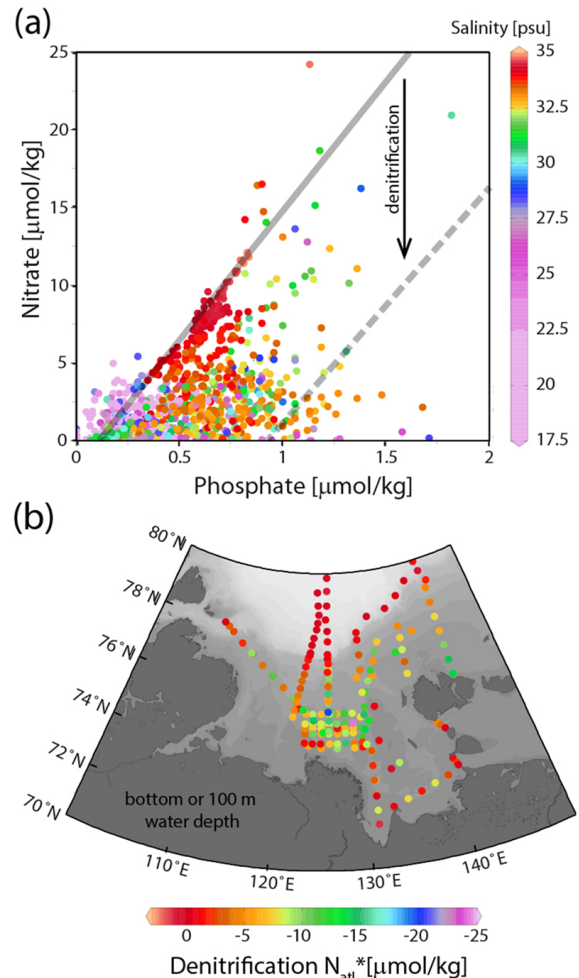 (a)
Salinity [psu]
25
20
15
10
5
0
Nitrate [µmol/kg]
denitrification
0
0.5
1
1.5
2
Phosphate [µmol/kg]
35
32.5
30
27.5
25
22.5
20
17.5
(b)
80˚N
78˚N
76˚N
74˚N
72˚N
70˚N
bottom or 100 m
water depth
110˚E
120˚E
130˚E
140˚E
0 -5 -10 -15 -20 -25
Denitrification Natl*[µmol/kg]